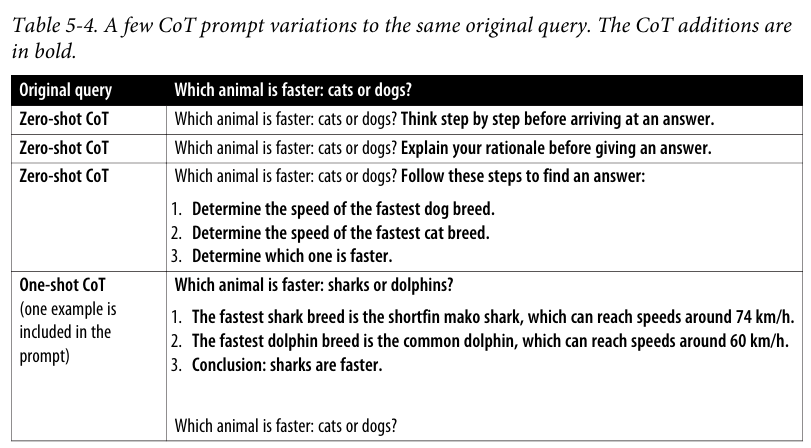 Table 5-4. A few CoT prompt variations to the same original query. The CoT additions are
in bold.
Original query Which animal is faster: cats or dogs?
Zero-shot CoT Which animal is faster: cats or dogs? Think step by step before arriving at an answer.
Zero-shot CoT Which animal is faster: cats or dogs? Explain your rationale before giving an answer.
Zero-shot CoT Which animal is faster: cats or dogs? Follow these steps to find an answer:
1. Determine the speed of the fastest dog breed.
2. Determine the speed of the fastest cat breed.
3. Determine which one is faster.
One-shot CoT
(one example is
included in the
prompt)
Which animal is faster: sharks or dolphins?
1. The fastest shark breed is the shortfin mako shark, which can reach speeds around 74 km/h.
2. The fastest dolphin breed is the common dolphin, which can reach speeds around 60 km/h.
3. Conclusion: sharks are faster.
Which animal is faster: cats or dogs?